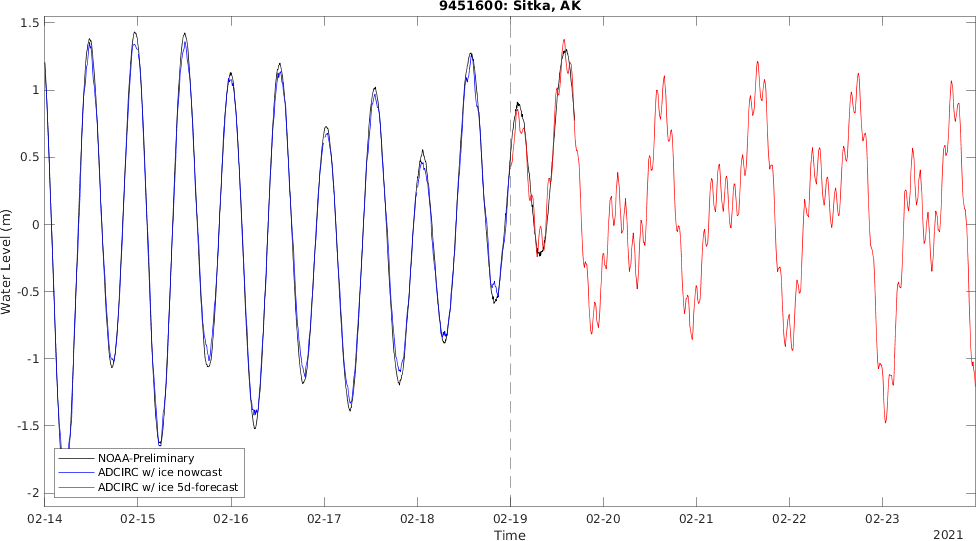 9451600: Sitka, AK
1.5
1
0.5
0
-0.5
-1
-1.5
-2
Water Level (m)
NOAA-Preliminary
ADCIRC w/ ice nowcast
ADCIRC w/ ice 5d-forecast
02-14 02-15 02-16 02-17 02-18 02-19 02-20 02-21 02-22 02-23
Time
2021